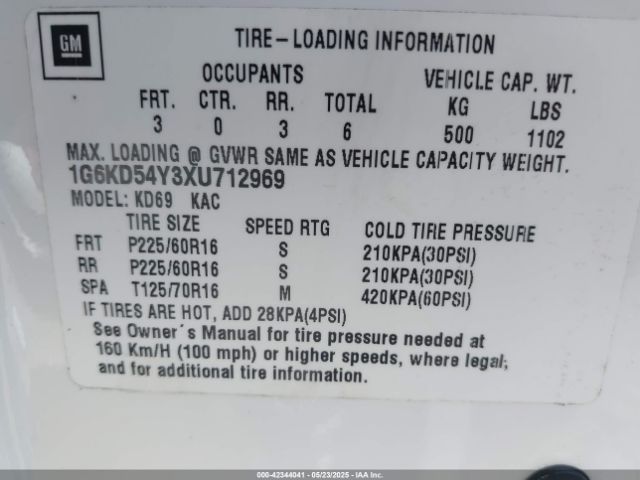 GM
TIRE-LOADING INFORMATION
OCCUPANTS VEHICLE CAP. WT.
FRT. CTR. RR. TOTAL KG LBS
3 0 3 6 500 1102
MAX. LOADING @ GVWR SAME AS VEHICLE CAPACITY WEIGHT.
1G6KD54Y3XU712969
MODEL: KD69 KAC
TIRE SIZE SPEED RTG COLD TIRE PRESSURE
FRT P225/60R16 S 210KPA(30PSI)
RR P225/60R16 S 210KPA(30PSI)
SPA T125/70R16 M 420KPA(60PSI)
IF TIRES ARE HOT, ADD 28KPA(4PSI)
See Owner´s Manual for tire pressure needed at
160 Km/H (100 mph) or higher speeds, where legal;
and for additional tire information.
000-42344041 - 05/23/2025 - IAAI.COM